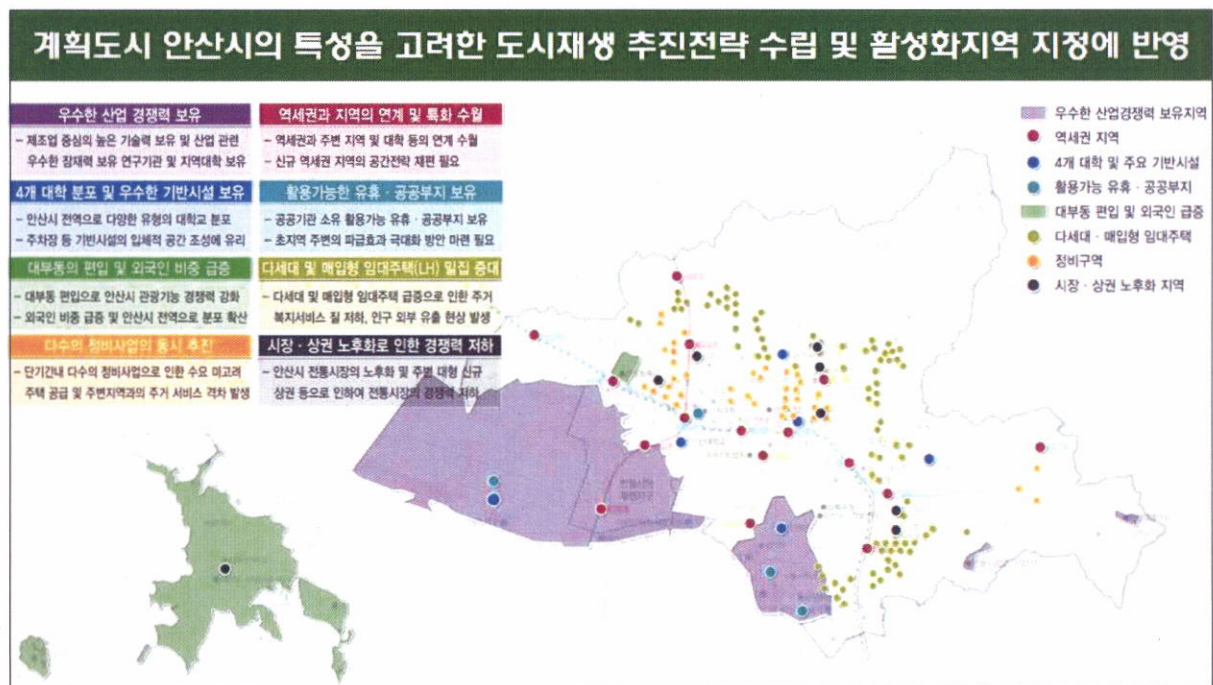 계획도시 안산시의 특성을 고려한 도시재생 추진전략 수립 및 활성화지역 지정에 반영
우수한 산업 경쟁력 보유
- 제조업 중심의 높은 기술력 보유 및 산업 관련
우수한 잠재력 보유 연구기관 및 지역대학 보유
역세권과 지역의 연계 및 특화 수월
- 역세권과 주변 지역 및 대학 등의 연계 수월
- 신규 역세권 지역의 공간전략 재편 필요
4개 대학 분포 및 우수한 기반시설 보유
- 안산시 전역으로 다양한 유형의 대학교 분포
- 주차장 등 기반시설의 입체적 공간 조성에 유리
활용가능한 유휴 · 공공부지 보유
- 공공기관 소유 활용가능 유휴 · 공공부지 보유
- 초지역 주변의 파급효과 극대화 방안 마련 필요
대부동의 편입 및 외국인 비중 급증
- 대부동 편입으로 안산시 관광기능 경쟁력 강화
- 외국인 비중 급증 및 안산시 전역으로 분포 확산
다세대 및 매입형 임대주택(LH) 밀집 증대
- 다세대 및 매입형 임대주택 급증으로 인한 주거
복지서비스 질 저하, 인구 외부 유출 현상 발생
다수의 정비사업의 동시 추진
- 단기간내 다수의 정비사업으로 인한 수요 미고려
주택 공급 및 주변지역과의 주거 서비스 격차 발생
시장 · 상권 노후화로 인한 경쟁력 저하
- 안산시 전통시장의 노후화 및 주변 대형 신규
상권 등으로 인하여 전통시장의 경쟁력 저하
우수한 산업경쟁력 보유지역
역세권 지역
4개 대학 및 주요 기반시설
활용가능 유휴 · 공공부지
대부동 편입 및 외국인 급증
다세대 · 매입형 임대주택
정비구역
시장 · 상권 노후화 지역